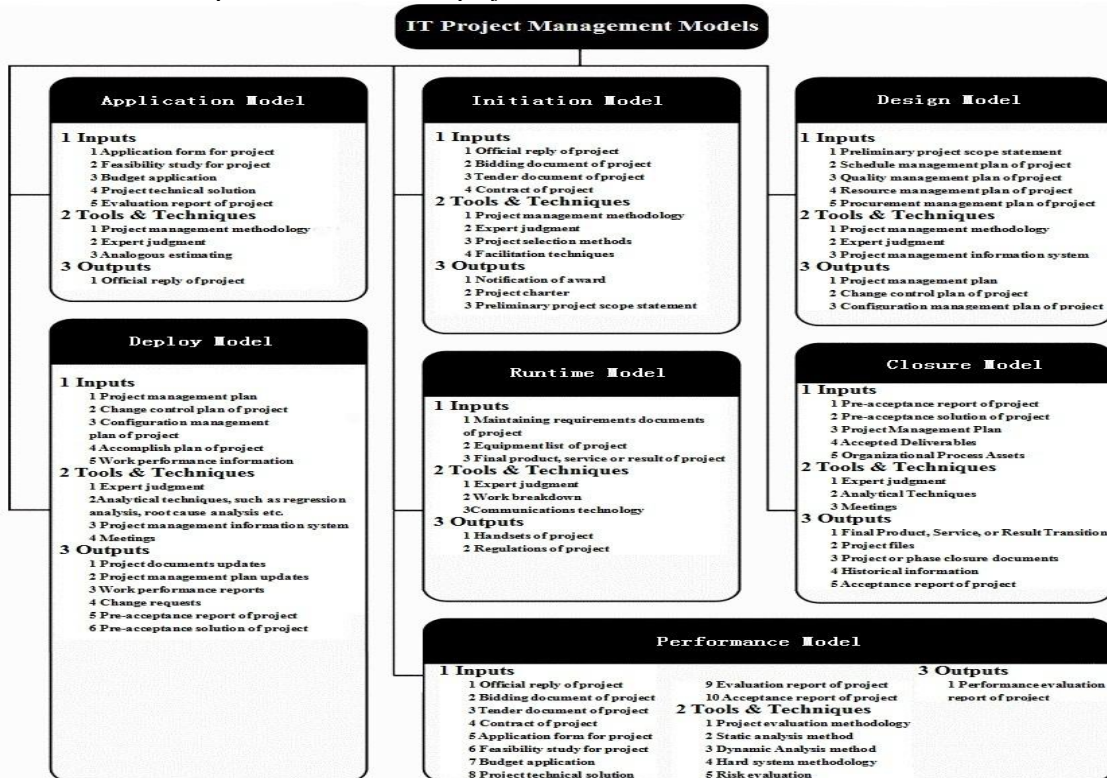 IT Project Management Models
Application Model
1 Inputs
1 Application form for project
2 Feasibility study for project
3 Budget application
4 Project technical solution
5 Evaluation report of project
2 Tools & Techniques
1 Project management methodology
2 Expert judgment
3 Analogous estimating
3 Outputs
1 Official reply of project
Initiation Model
1 Inputs
1 Official reply of project
2 Bidding document of project
3 Tender document of project
4 Contract of project
2 Tools & Techniques
1 Project management methodology
2 Expert judgment
3 Project selection methods
4 Facilitation techniques
3 Outputs
1 Notification of award
2 Project charter
3 Preliminary project scope statement
Design Model
1 Inputs
1 Preliminary project scope statement
2 Schedule management plan of project
3 Quality management plan of project
4 Resource management plan of project
5 Procurement management plan of project
2 Tools & Techniques
1 Project management methodology
2 Expert judgment
3 Project management information system
3 Outputs
1 Project management plan
2 Change control plan of project
3 Configuration management plan of project
Deploy Model
1 Inputs
1 Project management plan
2 Change control plan of project
3 Configuration management
plan of project
4 Accomplish plan of project
5 Work performance information
2 Tools & Techniques
1 Expert judgment
2Analytical techniques, such as regression
analysis, root cause analysis etc.
3 Project management information system
4 Meetings
3 Outputs
1 Project documents updates
2 Project management plan updates
3 Work performance reports
4 Change requests
5 Pre-acceptance report of project
6 Pre-acceptance solution of project
Runtime Model
1 Inputs
1 Maintaining requirements documents
of project
2 Equipment list of project
3 Final product, service or result of project
2 Tools & Techniques
1 Expert judgment
2 Work breakdown
3Communications technology
3 Outputs
1 Handsets of project
2 Regulations of project
Closure Model
1 Inputs
1 Pre-acceptance report of project
2 Pre-acceptance solution of project
3 Project Management Plan
4 Accepted Deliverables
5 Organizational Process Assets
2 Tools & Techniques
1 Expert judgment
2 Analytical Techniques
3 Meetings
3 Outputs
1 Final Product, Service, or Result Transition
2 Project files
3 Project or phase closure documents
4 Historical information
5 Acceptance report of project
Performance Model
1 Inputs
1 Official reply of project
2 Bidding document of project
3 Tender document of project
4 Contract of project
5 Application form for project
6 Feasibility study for project
7 Budget application
8 Project technical solution
9 Evaluation report of project
10 Acceptance report of project
2 Tools & Techniques
1 Project evaluation methodology
2 Static analysis method
3 Dynamic Analysis method
4 Hard system methodology
5 Risk evaluation
3 Outputs
1 Performance evaluation
report of project